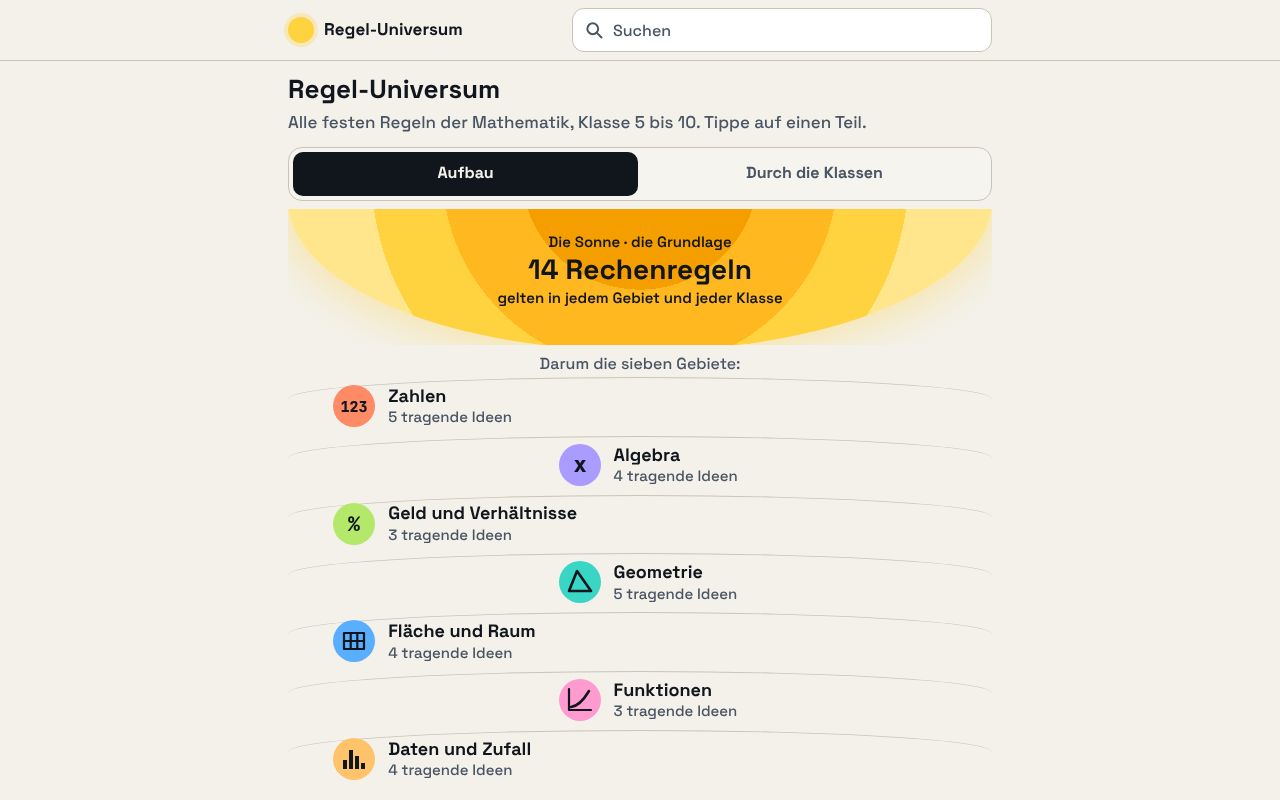 Regel-Universum
Suchen
Regel-Universum
Alle festen Regeln der Mathematik, Klasse 5 bis 10. Tippe auf einen Teil.
Aufbau
Durch die Klassen
Die Sonne · die Grundlage
14 Rechenregeln
gelten in jedem Gebiet und jeder Klasse
Darum die sieben Gebiete:
123
Zahlen
5 tragende Ideen
x
Algebra
4 tragende Ideen
%
Geld und Verhältnisse
3 tragende Ideen
Geometrie
5 tragende Ideen
Fläche und Raum
4 tragende Ideen
Funktionen
3 tragende Ideen
Daten und Zufall
4 tragende Ideen